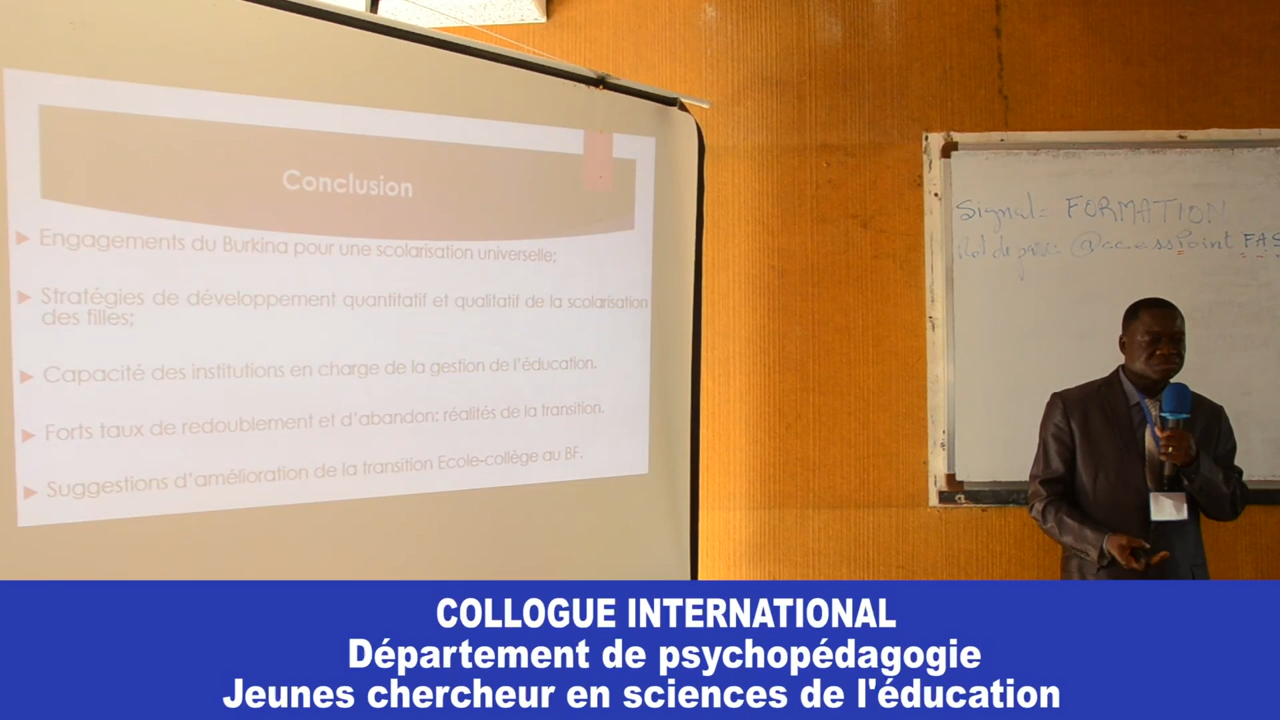 Conclusion
Engagements du Burkina pour une scolarisation universelle;
Stratégies de développement quantitatif et qualitatif de la scolarisation
des filles;
Capacité des institutions en charge de la gestion de l'éducation.
Forts taux de redoublement et d'abandon: réalités de la transition.
Suggestions d'amélioration de la transition Ecole-collège au BF.
Signal: FORMATION
@ccessPoint FAS
COLLOGUE INTERNATIONAL
Département de psychopédagogie
Jeunes chercheur en sciences de l'éducation